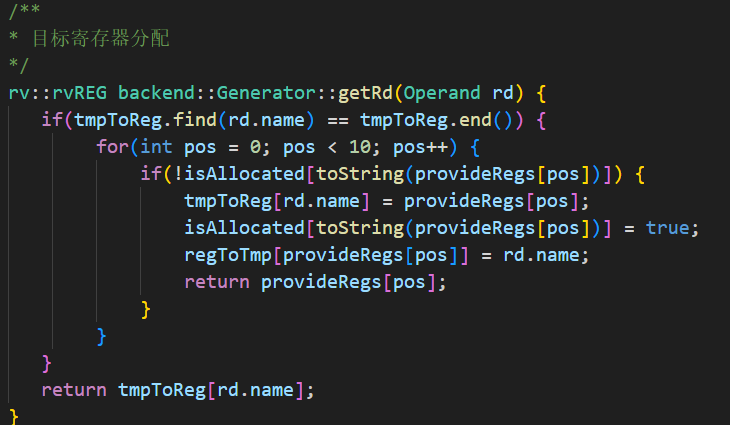 /**
* 目标寄存器分配
*/
rv::rvREG backend::Generator::getRd(Operand rd) {
if(tmpToReg.find(rd.name) == tmpToReg.end()) {
for(int pos = 0; pos < 10; pos++) {
if(!isAllocated[toString(provideRegs[pos])]) {
tmpToReg[rd.name] = provideRegs[pos];
isAllocated[toString(provideRegs[pos])] = true;
regToTmp[provideRegs[pos]] = rd.name;
return provideRegs[pos];
}
}
}
return tmpToReg[rd.name];
}